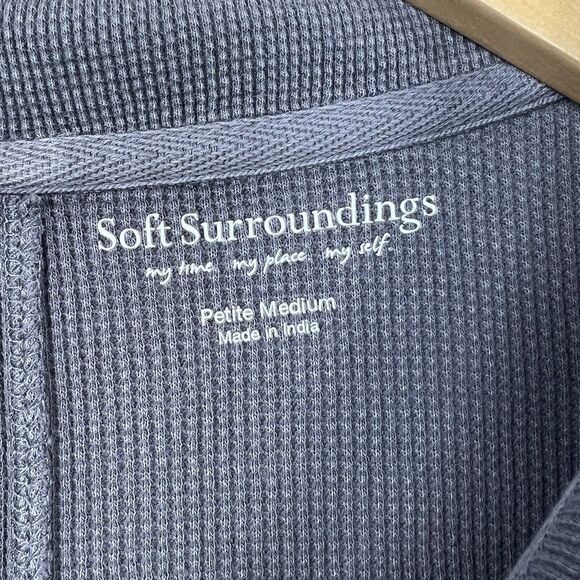 Soft Surroundings
my time my place my self
Petite Medium
Made in India